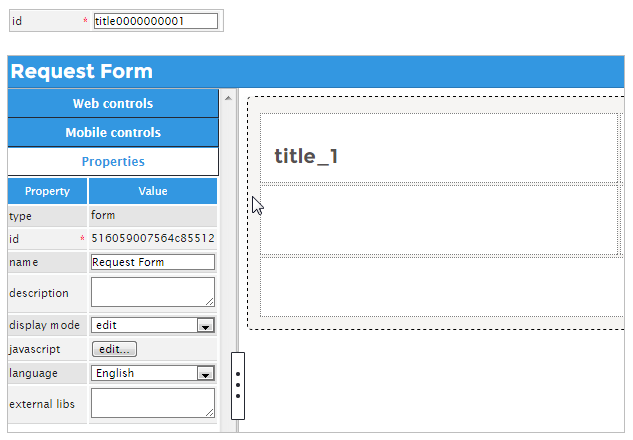 id * title0000000001
Request Form
Web controls
Mobile controls
Properties
title_1
Property Value
type form
id * 516059007564c85512
name Request Form
description
display mode edit
javascript edit...
language English
external libs